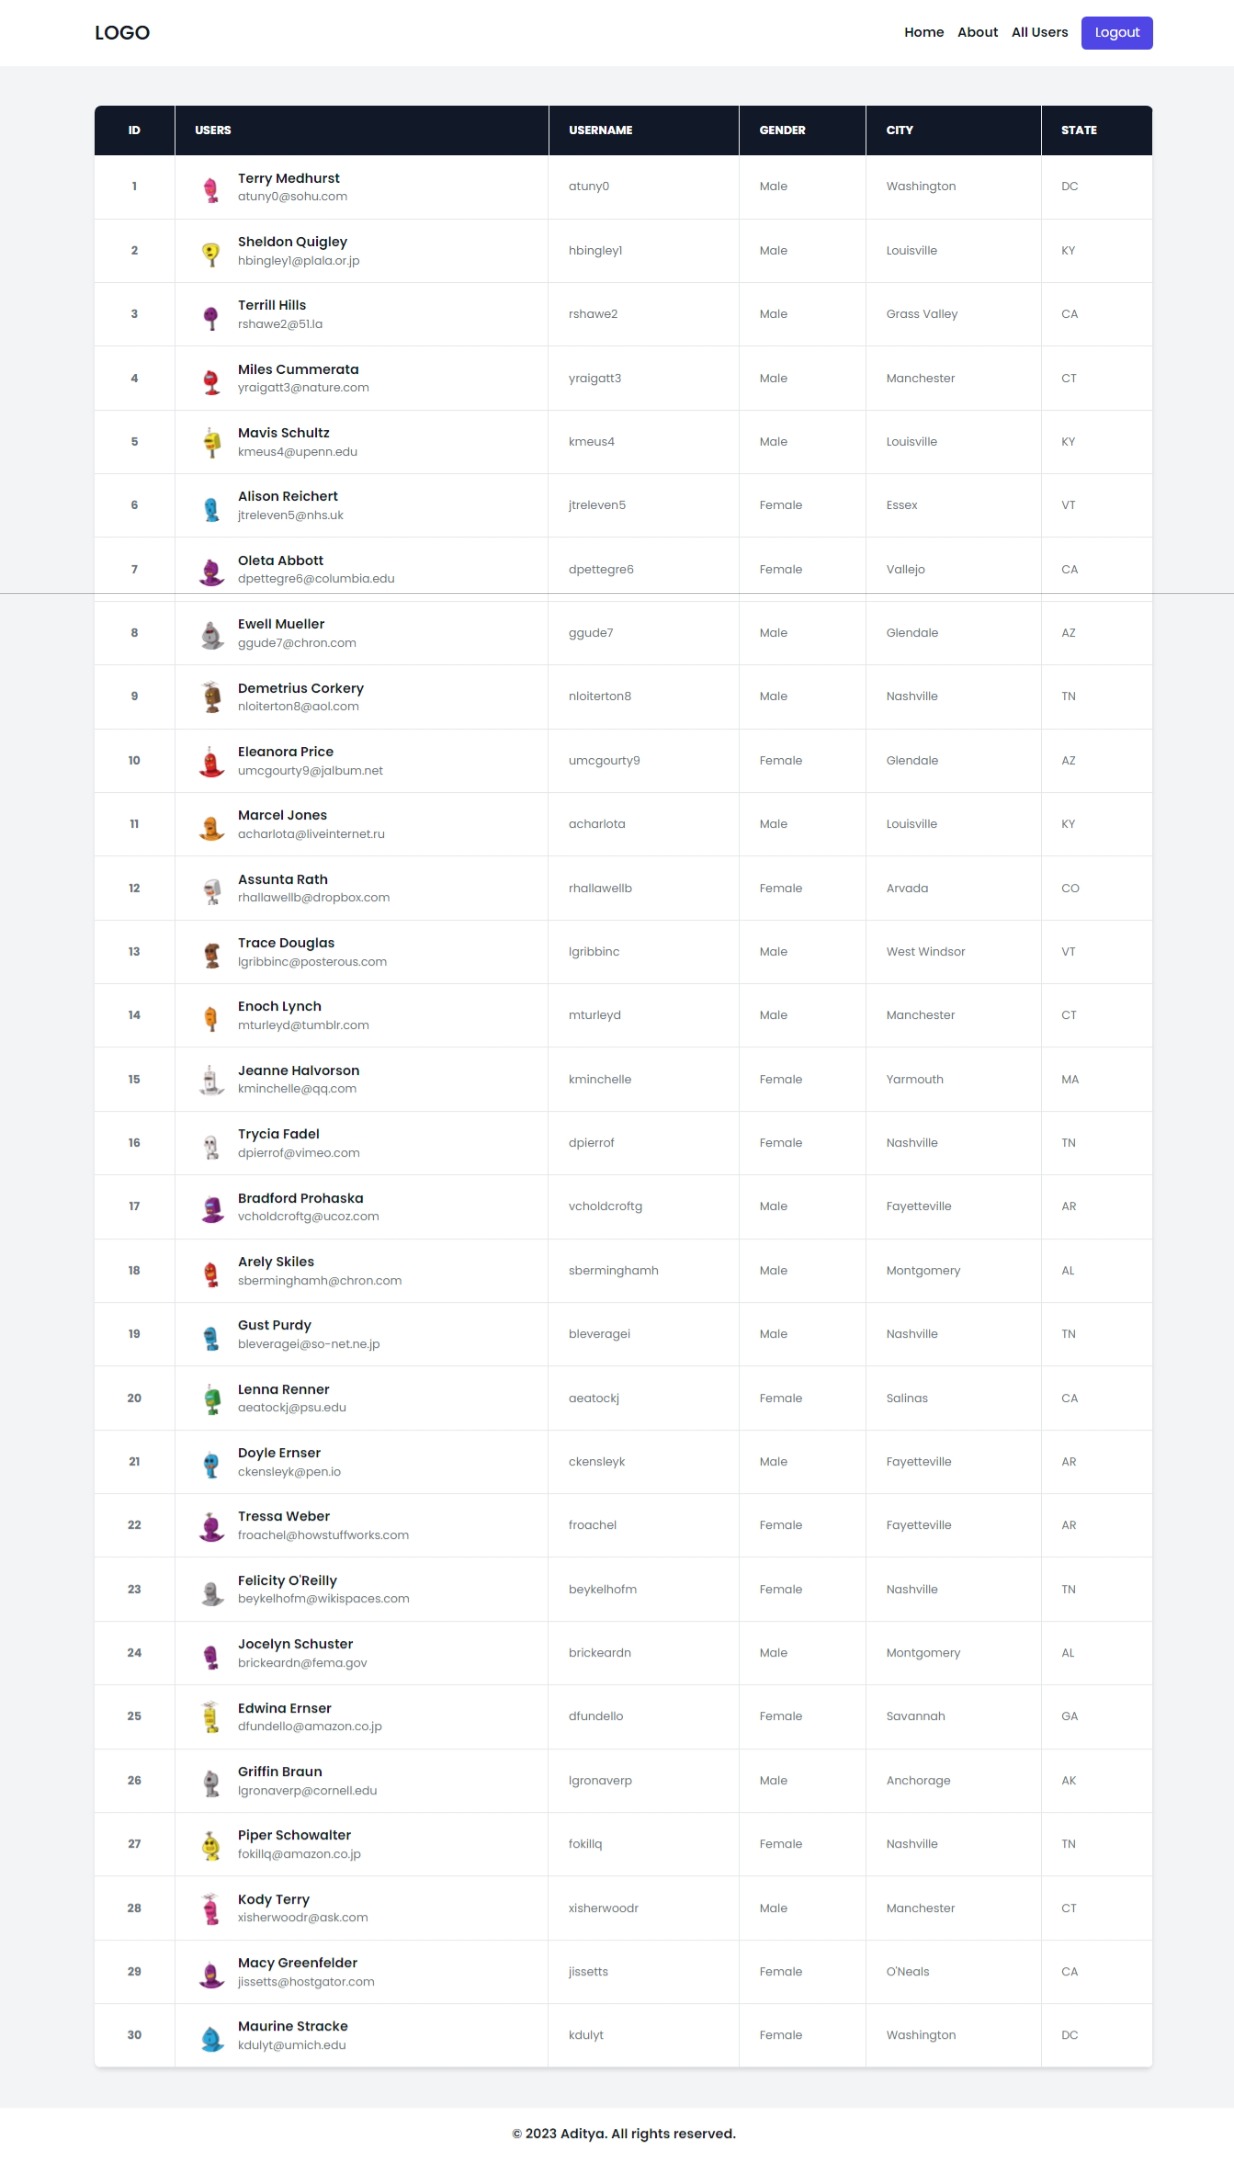 LOGO
Home About All Users Logout
ID USERS USERNAME GENDER CITY STATE
1 Terry Medhurst atuny0 Male Washington DC
atuny0@sohu.com
2 Sheldon Quigley hbingley1 Male Louisville KY
hbingley1@plala.or.jp
3 Terrill Hills rshawe2 Male Grass Valley CA
rshawe2@51.la
4 Miles Cummerata yraigatt3 Male Manchester CT
yraigatt3@nature.com
5 Mavis Schultz kmeus4 Male Louisville KY
kmeus4@upenn.edu
6 Alison Reichert jtreleven5 Female Essex VT
jtreleven5@nhs.uk
7 Oleta Abbott dpettegre6 Female Vallejo CA
dpettegre6@columbia.edu
8 Ewell Mueller ggude7 Male Glendale AZ
ggude7@chron.com
9 Demetrius Corkery nloiterton8 Male Nashville TN
nloiterton8@aol.com
10 Eleanora Price umcgourty9 Female Glendale AZ
umcgourty9@jalbum.net
11 Marcel Jones acharlota Male Louisville KY
acharlota@liveinternet.ru
12 Assunta Rath rhallawellb Female Arvada CO
rhallawellb@dropbox.com
13 Trace Douglas lgribbinc Male West Windsor VT
lgribbinc@posterous.com
14 Enoch Lynch mturleyd Male Manchester CT
mturleyd@tumblr.com
15 Jeanne Halvorson kminchelle Female Yarmouth MA
kminchelle@qq.com
16 Trycia Fadel dpierrof Female Nashville TN
dpierrof@vimeo.com
17 Bradford Prohaska vcholdcroftg Male Fayetteville AR
vcholdcroftg@ucoz.com
18 Arely Skiles sberminghamh Male Montgomery AL
sberminghamh@chron.com
19 Gust Purdy bleveragei Male Nashville TN
bleveragei@so-net.ne.jp
20 Lenna Renner aeatockj Female Salinas CA
aeatockj@psu.edu
21 Doyle Ernser ckensleyk Male Fayetteville AR
ckensleyk@pen.io
22 Tressa Weber froachel Female Fayetteville AR
froachel@howstuffworks.com
23 Felicity O'Reilly beykelhofm Female Nashville TN
beykelhofm@wikispaces.com
24 Jocelyn Schuster brickeardn Male Montgomery AL
brickeardn@fema.gov
25 Edwina Ernser dfundello Female Savannah GA
dfundello@amazon.co.jp
26 Griffin Braun lgronaverp Male Anchorage AK
lgronaverp@cornell.edu
27 Piper Schowalter fokillq Female Nashville TN
fokillq@amazon.co.jp
28 Kody Terry xisherwoodr Male Manchester CT
xisherwoodr@ask.com
29 Macy Greenfelder jissetts Female O'Neals CA
jissetts@hostgator.com
30 Maurine Stracke kdulyt Female Washington DC
kdulyt@umich.edu
© 2023 Aditya. All rights reserved.